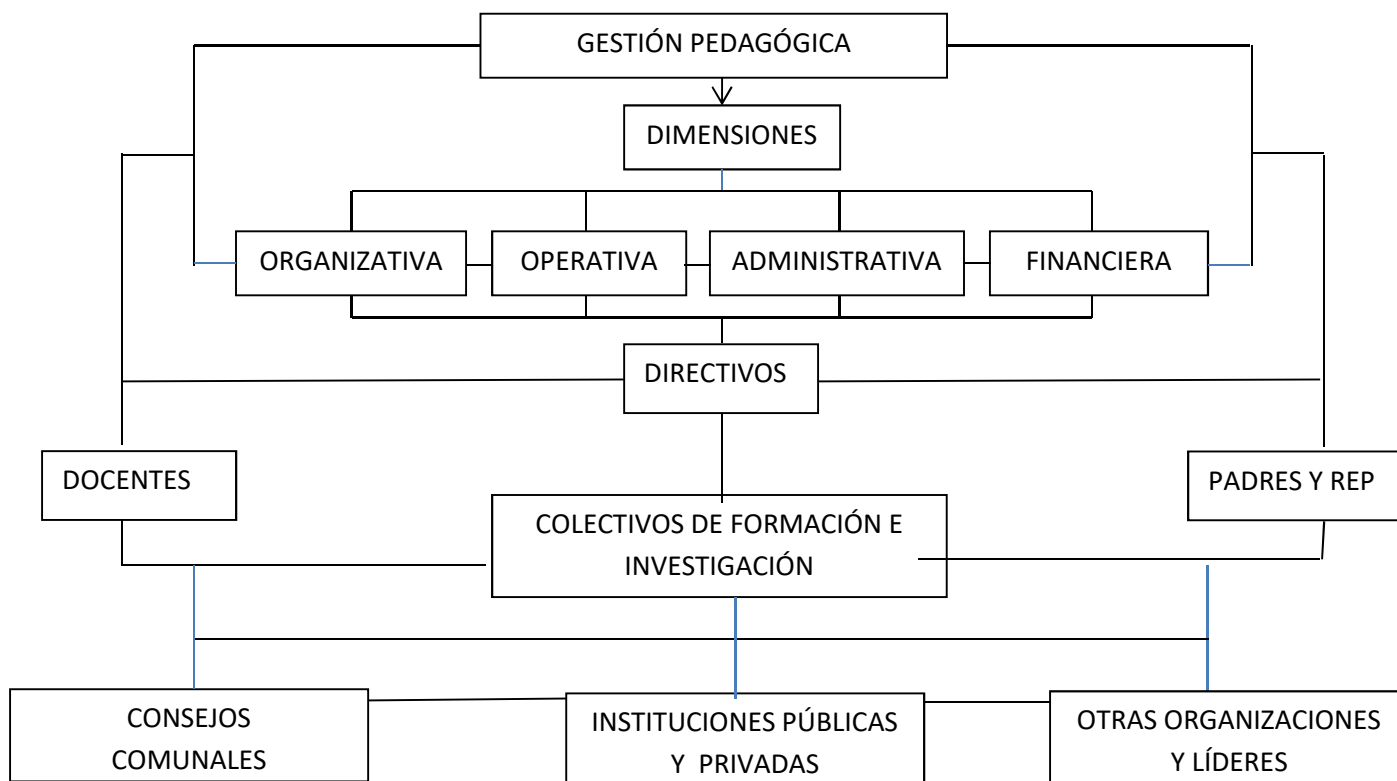 GESTIÓN PEDAGÓGICA
DIMENSIONES
ORGANIZATIVA
OPERATIVA
ADMINISTRATIVA
FINANCIERA
DIRECTIVOS
DOCENTES
PADRES Y REP
COLECTIVOS DE FORMACIÓN E
INVESTIGACIÓN
CONSEJOS
COMUNALES
INSTITUCIONES PÚBLICAS
Y PRIVADAS
OTRAS ORGANIZACIONES
Y LÍDERES